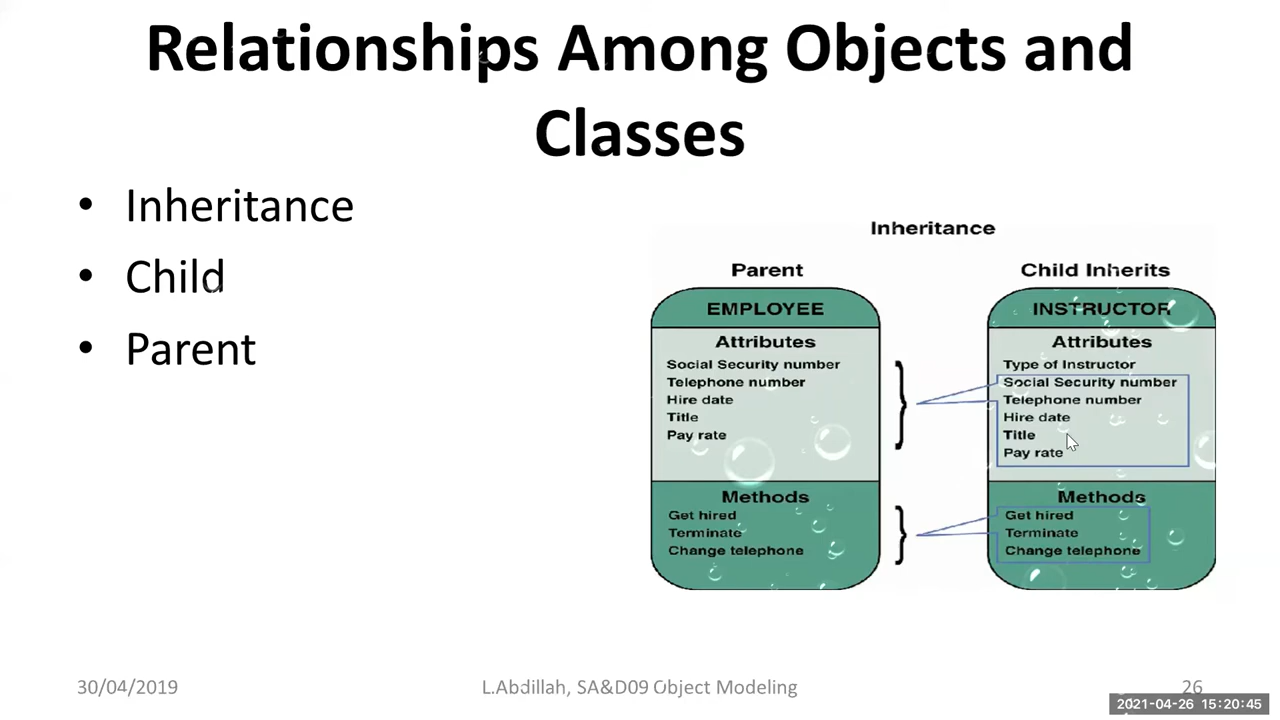 Relationships Among Objects and
Classes
• Inheritance
• Child
• Parent
Inheritance
Parent
EMPLOYEE
Attributes
Social Security number
Telephone number
Hire date
Title
Pay rate
Methods
Get hired
Terminate
Change telephone
Child Inherits
INSTRUCTOR
Attributes
Type of Instructor
Social Security number
Telephone number
Hire date
Title
Pay rate
Methods
Get hired
Terminate
Change telephone
30/04/2019
L.Abdillah, SA&D09 Object Modeling
26
2021-04-26 15:20:45